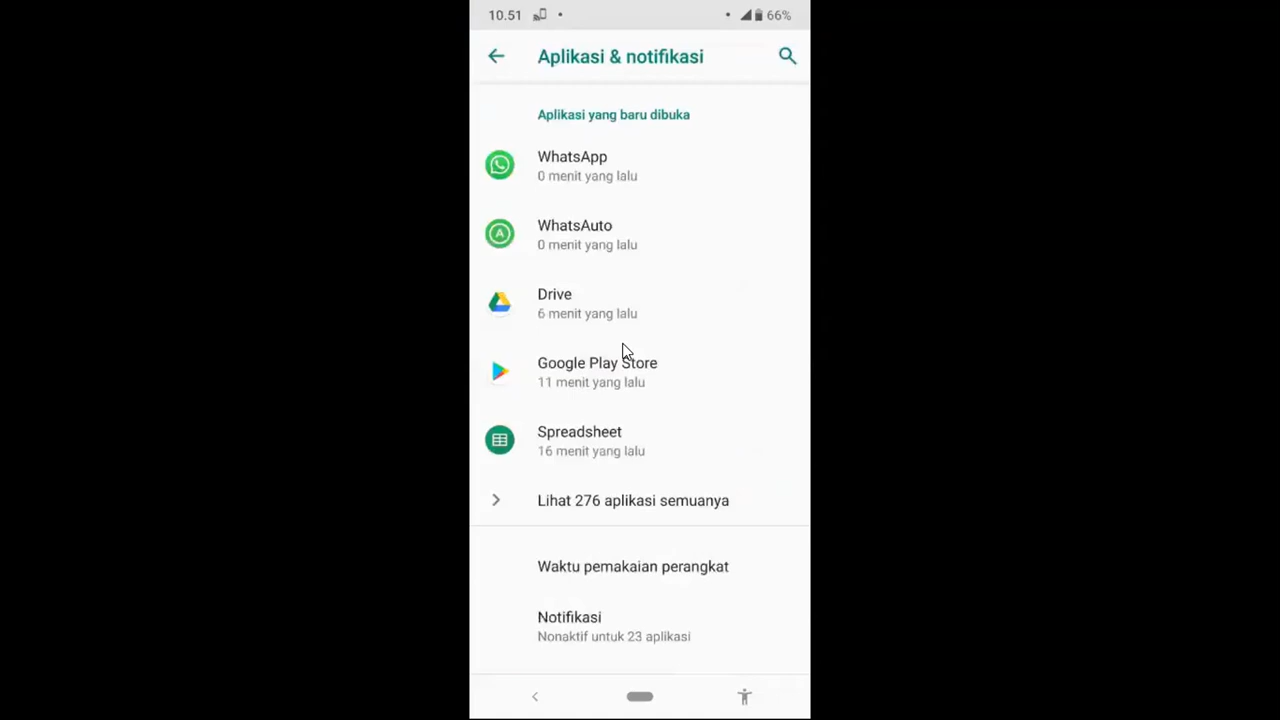 10.51
66%
Aplikasi & notifikasi
Aplikasi yang baru dibuka
WhatsApp
0 menit yang lalu
A
WhatsAuto
0 menit yang lalu
Drive
6 menit yang lalu
Google Play Store
11 menit yang lalu
Spreadsheet
16 menit yang lalu
Lihat 276 aplikasi semuanya
Waktu pemakaian perangkat
Notifikasi
Nonaktif untuk 23 aplikasi